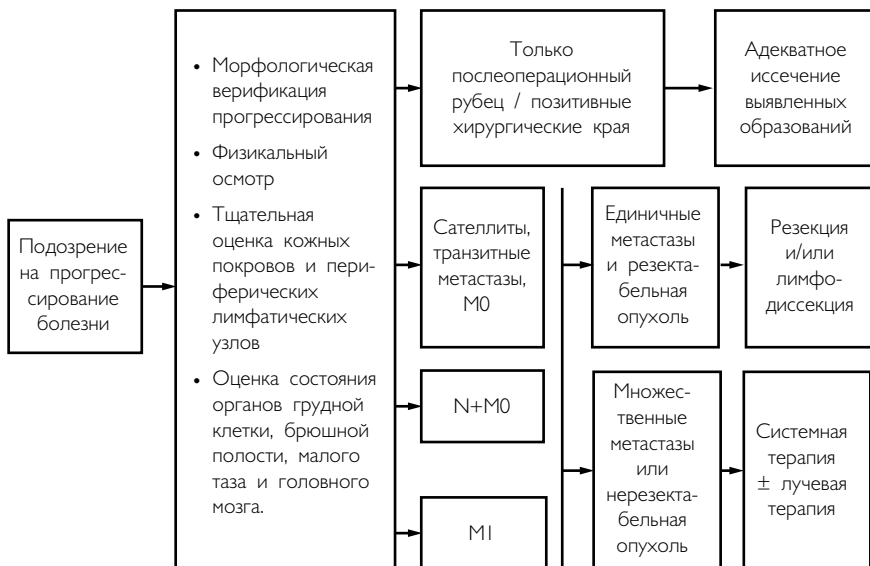 Подозрение
на прогрес-
сирование
болезни
• Морфологическая
верификация
прогрессирования
• Физикальный
осмотр
• Тщательная
оценка кожных
покровов и пери-
ферических
лимфатических
узлов
• Оценка состояния
органов грудной
клетки, брюшной
полости, малого
таза и головного
мозга.
Только
послеоперационный
рубец / позитивные
хирургические края
Адекватное
иссечение
выявленных
образований
Сателлиты,
транзитные
метастазы,
M0
Единичные
метастазы
и резекта-
бельная
опухоль
Резекция
и/или
лимфо-
диссекция
N+M0
M1
Множес-
твенные
метастазы
или
нерезекта-
бельная
опухоль
Системная
терапия
± лучевая
терапия